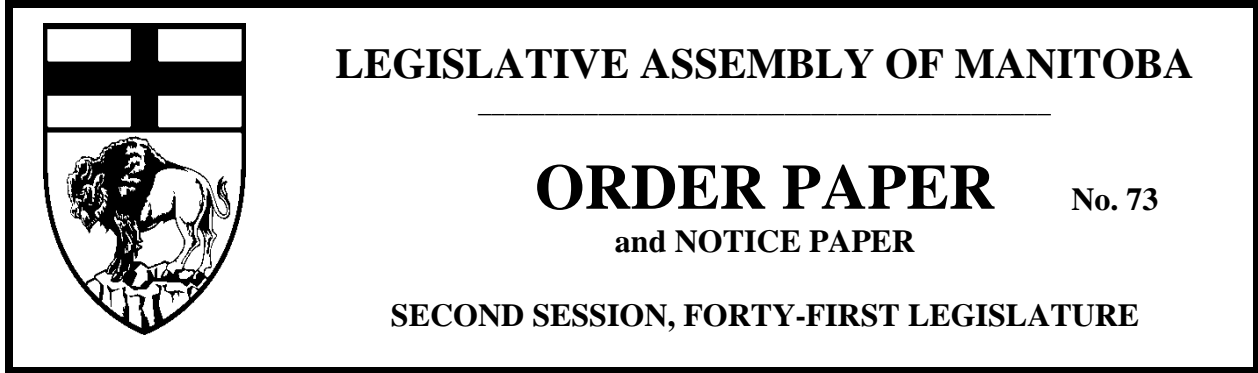 LEGISLATIVE ASSEMBLY OF MANITOBA
ORDER PAPER No. 73
and NOTICE PAPER
SECOND SESSION, FORTY-FIRST LEGISLATURE